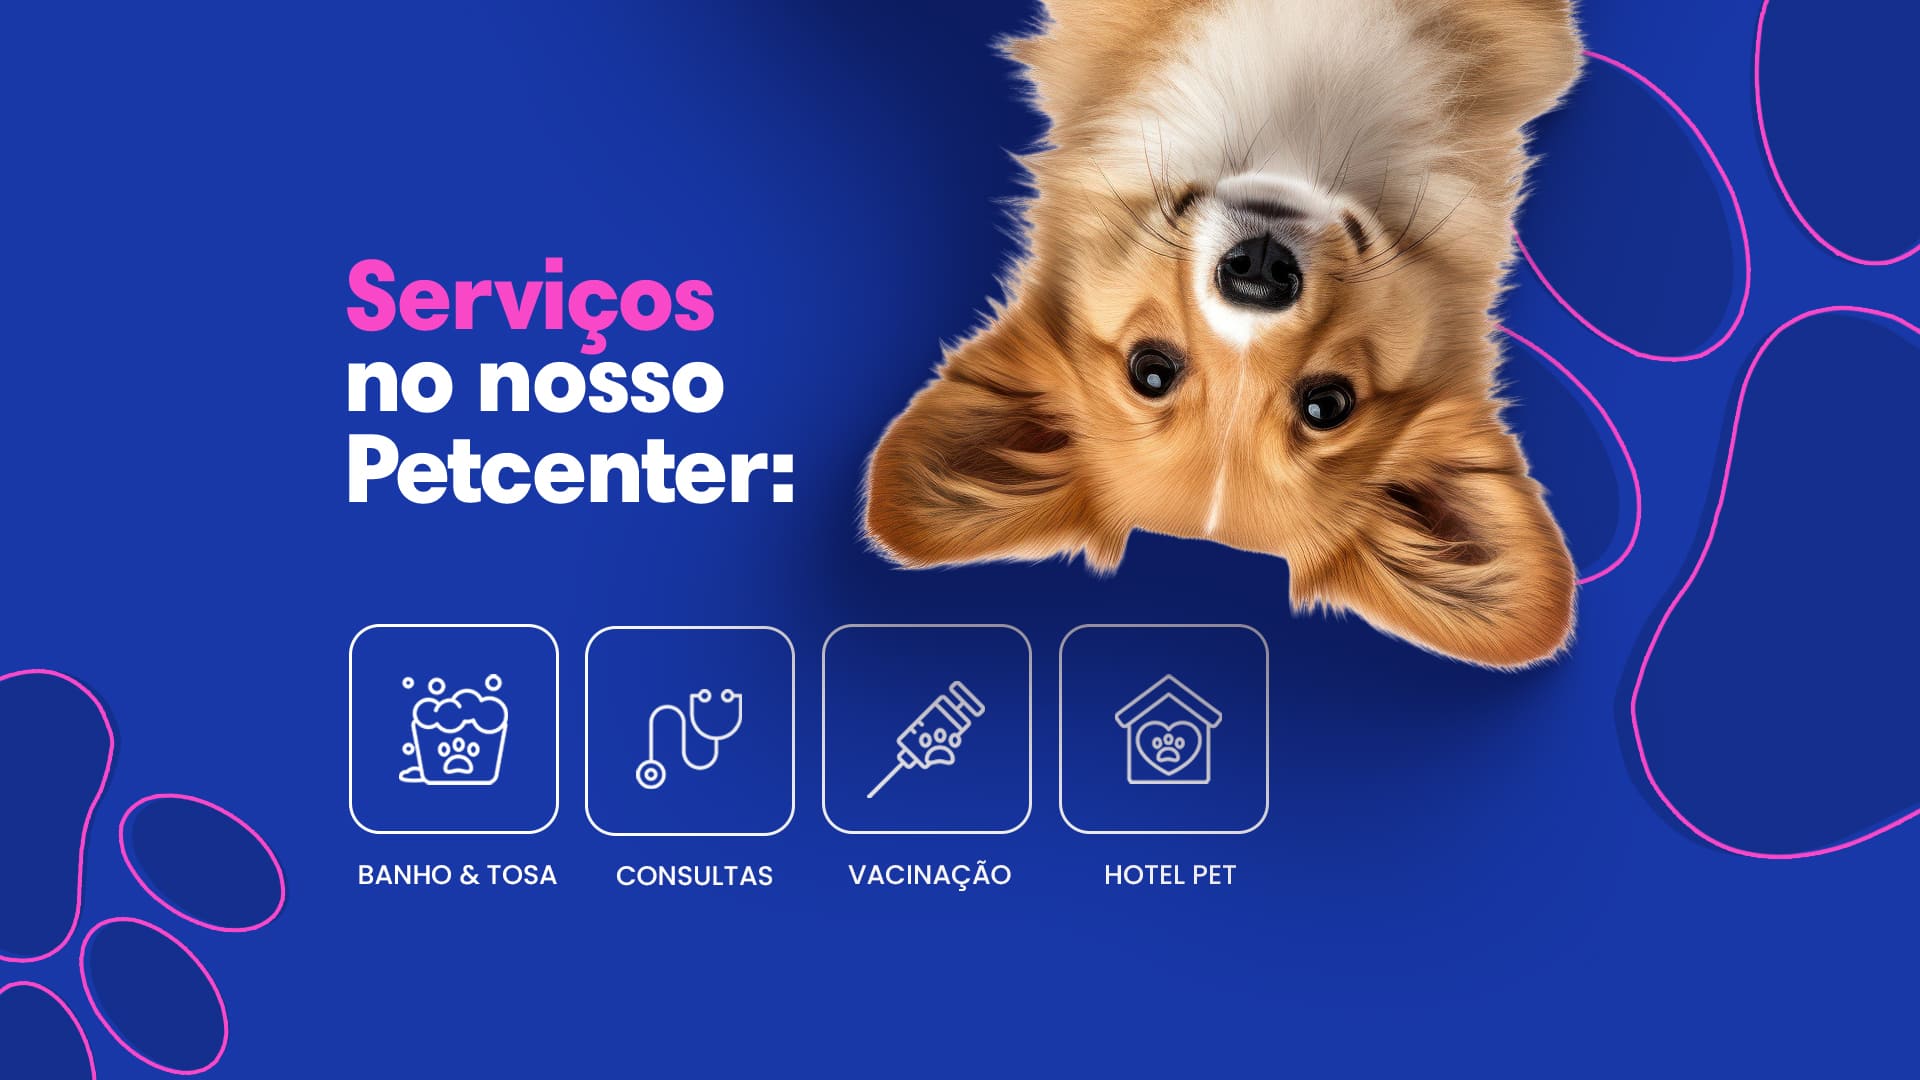 Serviços
no nosso
Petcenter:
BANHO & TOSA
CONSULTAS
VACINAÇÃO
HOTEL PET